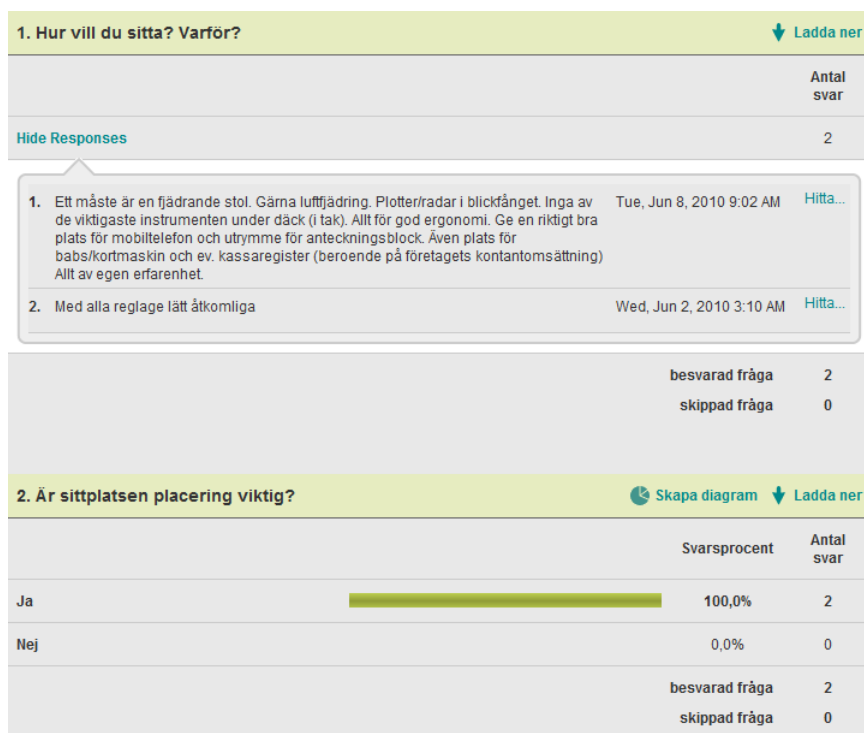 1. Hur vill du sitta? Varför?
Ladda ner
Antal
svar
Hide Responses 2
1. Ett måste är en fjädrande stol. Gärna luftfjädring. Plotter/radar i blickfånget. Inga av Tue, Jun 8, 2010 9:02 AM Hitta...
de viktigaste instrumenten under däck (i tak). Allt för god ergonomi. Ge en riktigt bra
plats för mobiltelefon och utrymme för anteckningsblock. Även plats för
babs/kortmaskin och ev. kassaregister (beroende på företagets kontantomsättning)
Allt av egen erfarenhet.
2. Med alla reglage lätt åtkomliga Wed, Jun 2, 2010 3:10 AM Hitta...
besvarad fråga 2
skippad fråga 0
2. Är sittplatsen placering viktig? Skapa diagram Ladda ner
Svarsprocent Antal
svar
Ja 100,0% 2
Nej 0,0% 0
besvarad fråga 2
skippad fråga 0